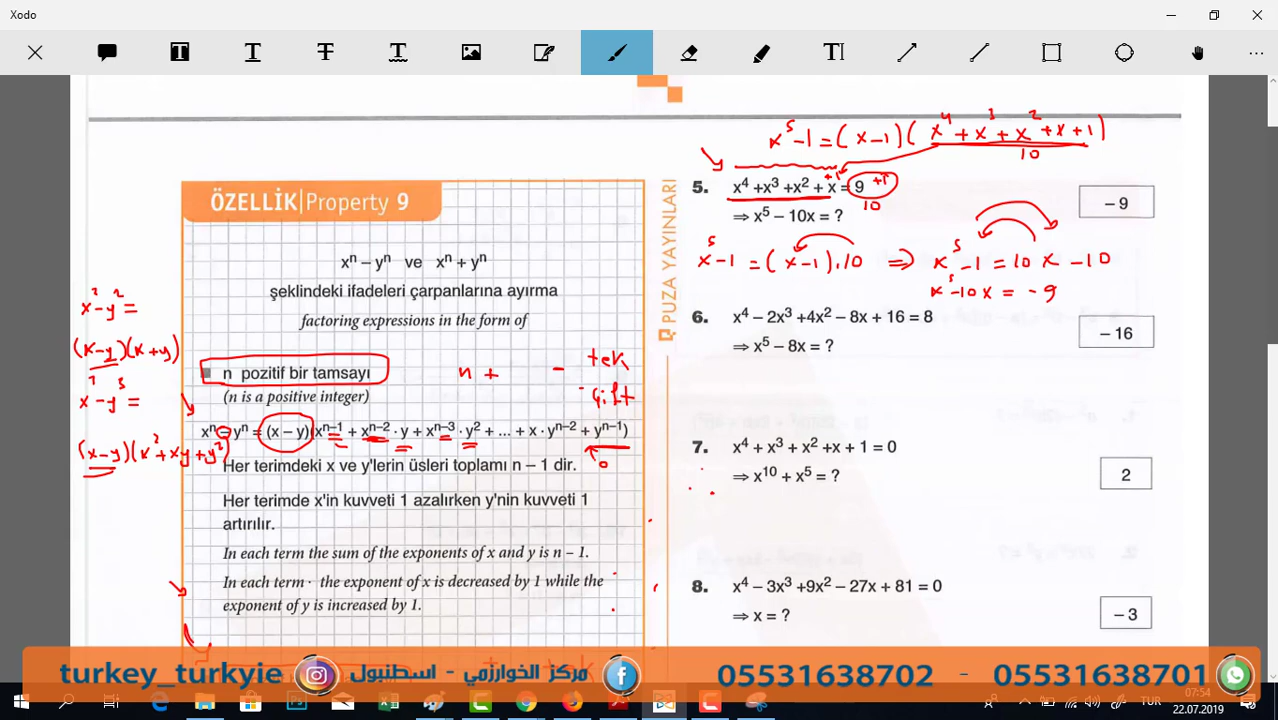 Xodo
ÖZELLİK|Property 9
xⁿ – yⁿ ve xⁿ + yⁿ
şeklindeki ifadeleri çarpanlarına ayırma
factoring expressions in the form of
n pozitif bir tamsayı
(n is a positive integer)
n + – tek
çift
xⁿ – yⁿ = (x – y)(xⁿ⁻¹ + xⁿ⁻² · y + xⁿ⁻³ · y² + ... + x · yⁿ⁻² + yⁿ⁻¹)
0
Her terimdeki x ve y'lerin üsleri toplamı n – 1 dir.
Her terimde x'in kuvveti 1 azalırken y'nin kuvveti 1
artırılır.
In each term the sum of the exponents of x and y is n – 1.
In each term· the exponent of x is decreased by 1 while the
exponent of y is increased by 1.
x² – y² =
(x – y)(x + y)
x³ – y³ =
(x – y)(x² + xy + y²)
PUZA YAYINLARI
x⁵ – 1 = (x – 1)(x⁴ + x³ + x² + x + 1)
10
5. x⁴ +x³ +x² + x = 9
+1 +1
– 9
10
⇒ x⁵ – 10x = ?
x⁵ – 1 = (x – 1).10 ⇒ x⁵ – 1 = 10x – 10
x⁵ – 10x = – 9
6. x⁴ – 2x³ +4x² – 8x + 16 = 8
– 16
⇒ x⁵ – 8x = ?
7. x⁴ + x³ + x² +x + 1 = 0
2
⇒ x¹⁰ + x⁵ = ?
8. x⁴ – 3x³ +9x² – 27x + 81 = 0
– 3
⇒ x = ?
turkey_turkyie
مركز الخوارزمي - اسطنبول
05531638702 – 05531638701
TUR
07:54
22.07.2019